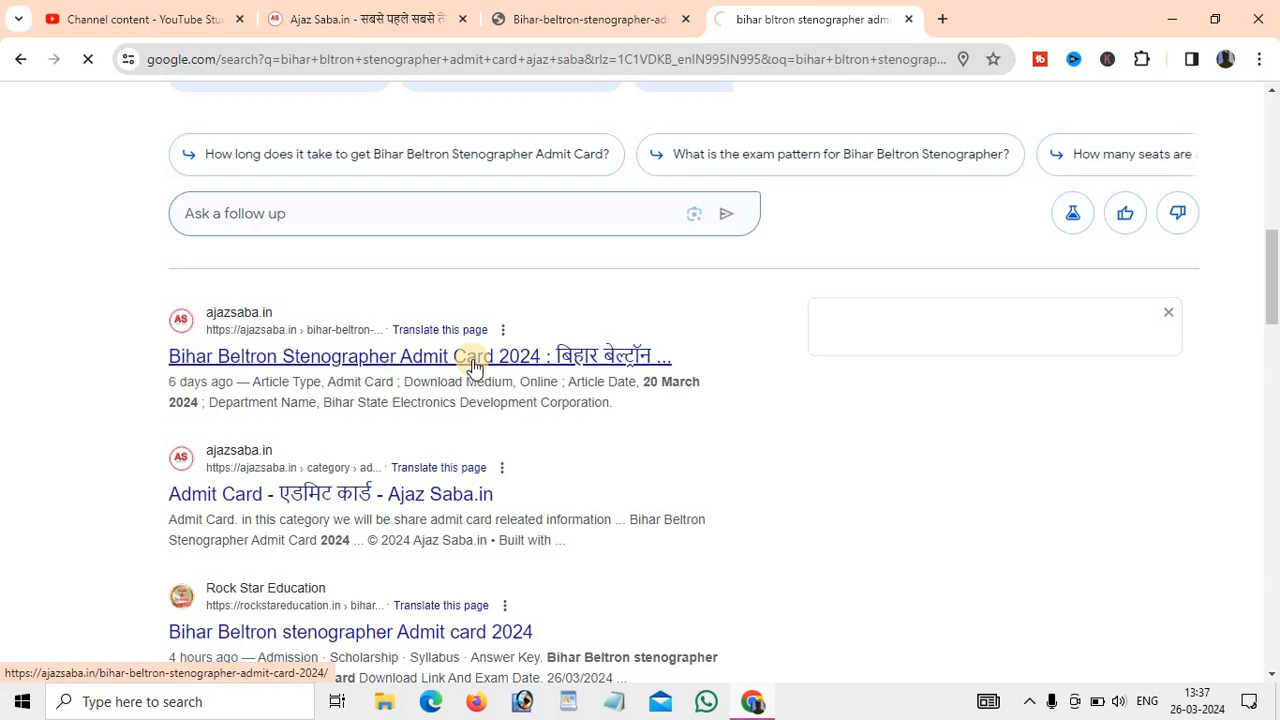 Channel content - YouTube Stu
Ajaz Saba.in - सबसे पहले सबसे ते
Bihar-beltron-stenographer-ad
bihar bltron stenographer admi
google.com/search?q=bihar+bltron+stenographer+admit+card+ajaz+saba&rlz=1C1VDKB_enIN995IN995&oq=bihar+bltron+stenograp...
How long does it take to get Bihar Beltron Stenographer Admit Card?
What is the exam pattern for Bihar Beltron Stenographer?
How many seats are a
Ask a follow up
AS
ajazsaba.in
https://ajazsaba.in › bihar-beltron-... · Translate this page
Bihar Beltron Stenographer Admit Card 2024 : बिहार बेल्ट्रॉन ...
6 days ago — Article Type, Admit Card ; Download Medium, Online ; Article Date, 20 March
2024 ; Department Name, Bihar State Electronics Development Corporation.
AS
ajazsaba.in
https://ajazsaba.in › category › ad... · Translate this page
Admit Card - एडमिट कार्ड - Ajaz Saba.in
Admit Card. in this category we will be share admit card releated information ... Bihar Beltron
Stenographer Admit Card 2024 ... © 2024 Ajaz Saba.in • Built with ...
Rock Star Education
https://rockstareducation.in › bihar... · Translate this page
Bihar Beltron stenographer Admit card 2024
4 hours ago — Admission · Scholarship · Syllabus · Answer Key. Bihar Beltron stenographer
ard Download Link And Exam Date. 26/03/2024 ...
https://ajazsaba.in/bihar-beltron-stenographer-admit-card-2024/
Type here to search
ENG
13:37
26-03-2024